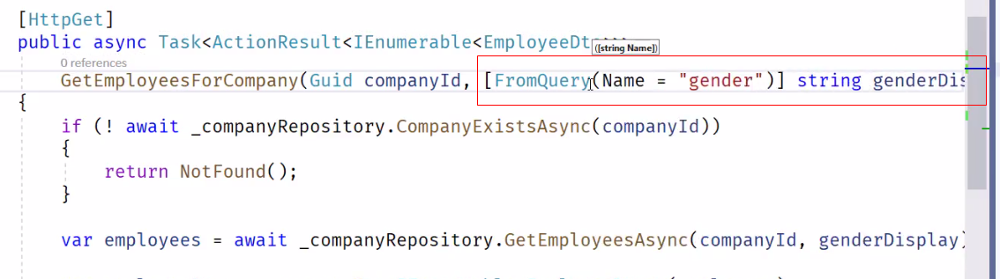 [HttpGet]
public async Task<ActionResult<IEnumerable<EmployeeDt
([string Name])
0 references
GetEmployeesForCompany(Guid companyId, [FromQuery(Name = "gender")] string genderDis
{
if (! await _companyRepository.CompanyExistsAsync(companyId))
{
return NotFound();
}
var employees = await _companyRepository.GetEmployeesAsync(companyId, genderDisplay)